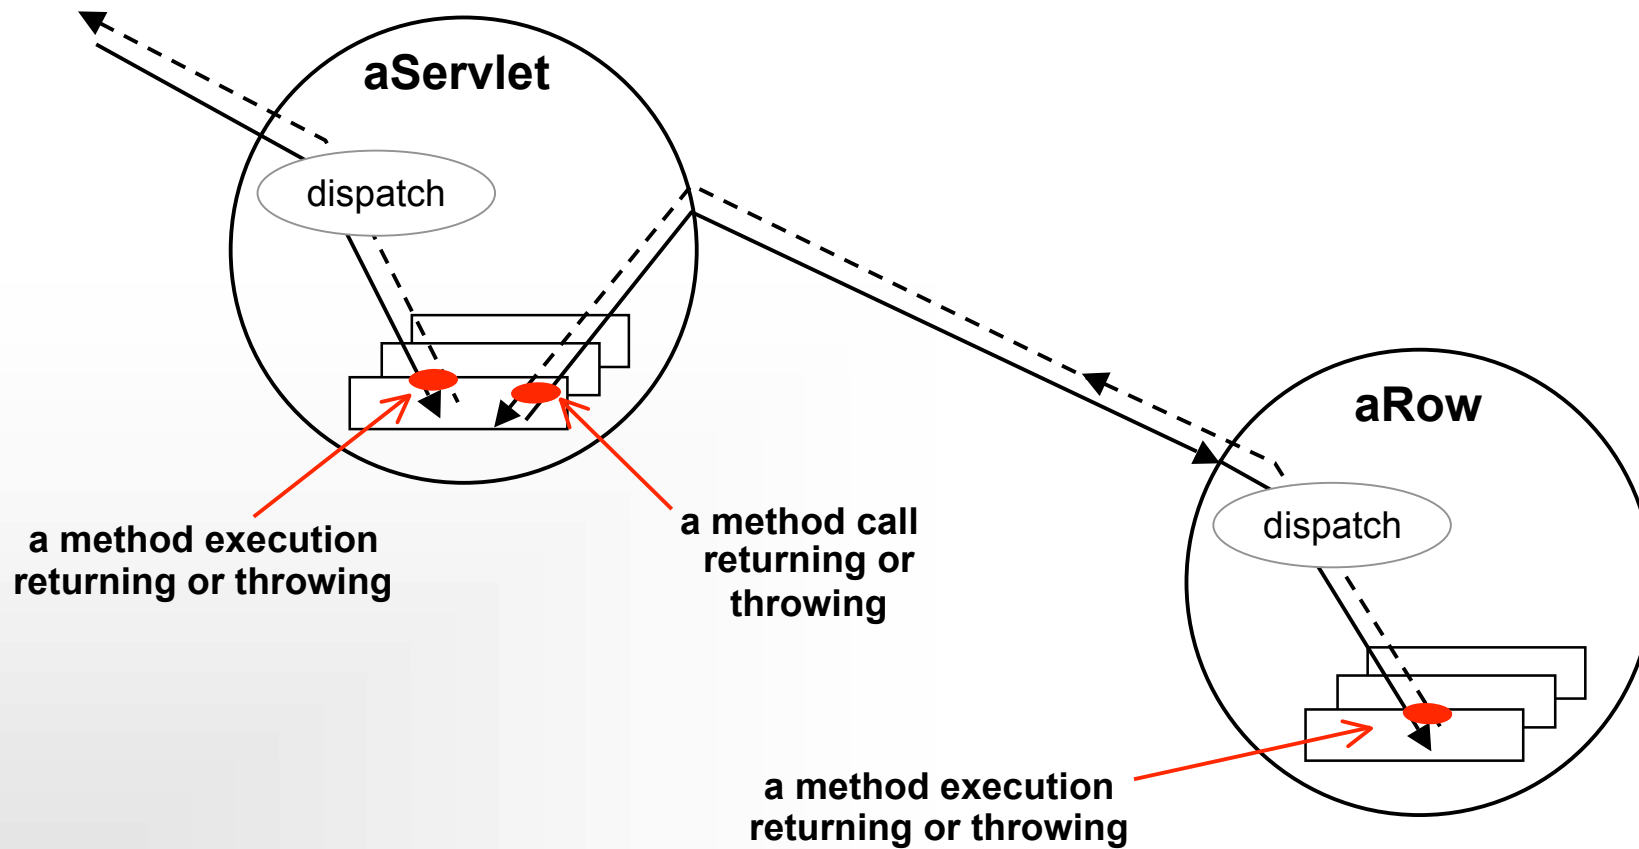 aServlet
dispatch
a method execution
returning or throwing
a method call
returning or
throwing
aRow
dispatch
a method execution
returning or throwing